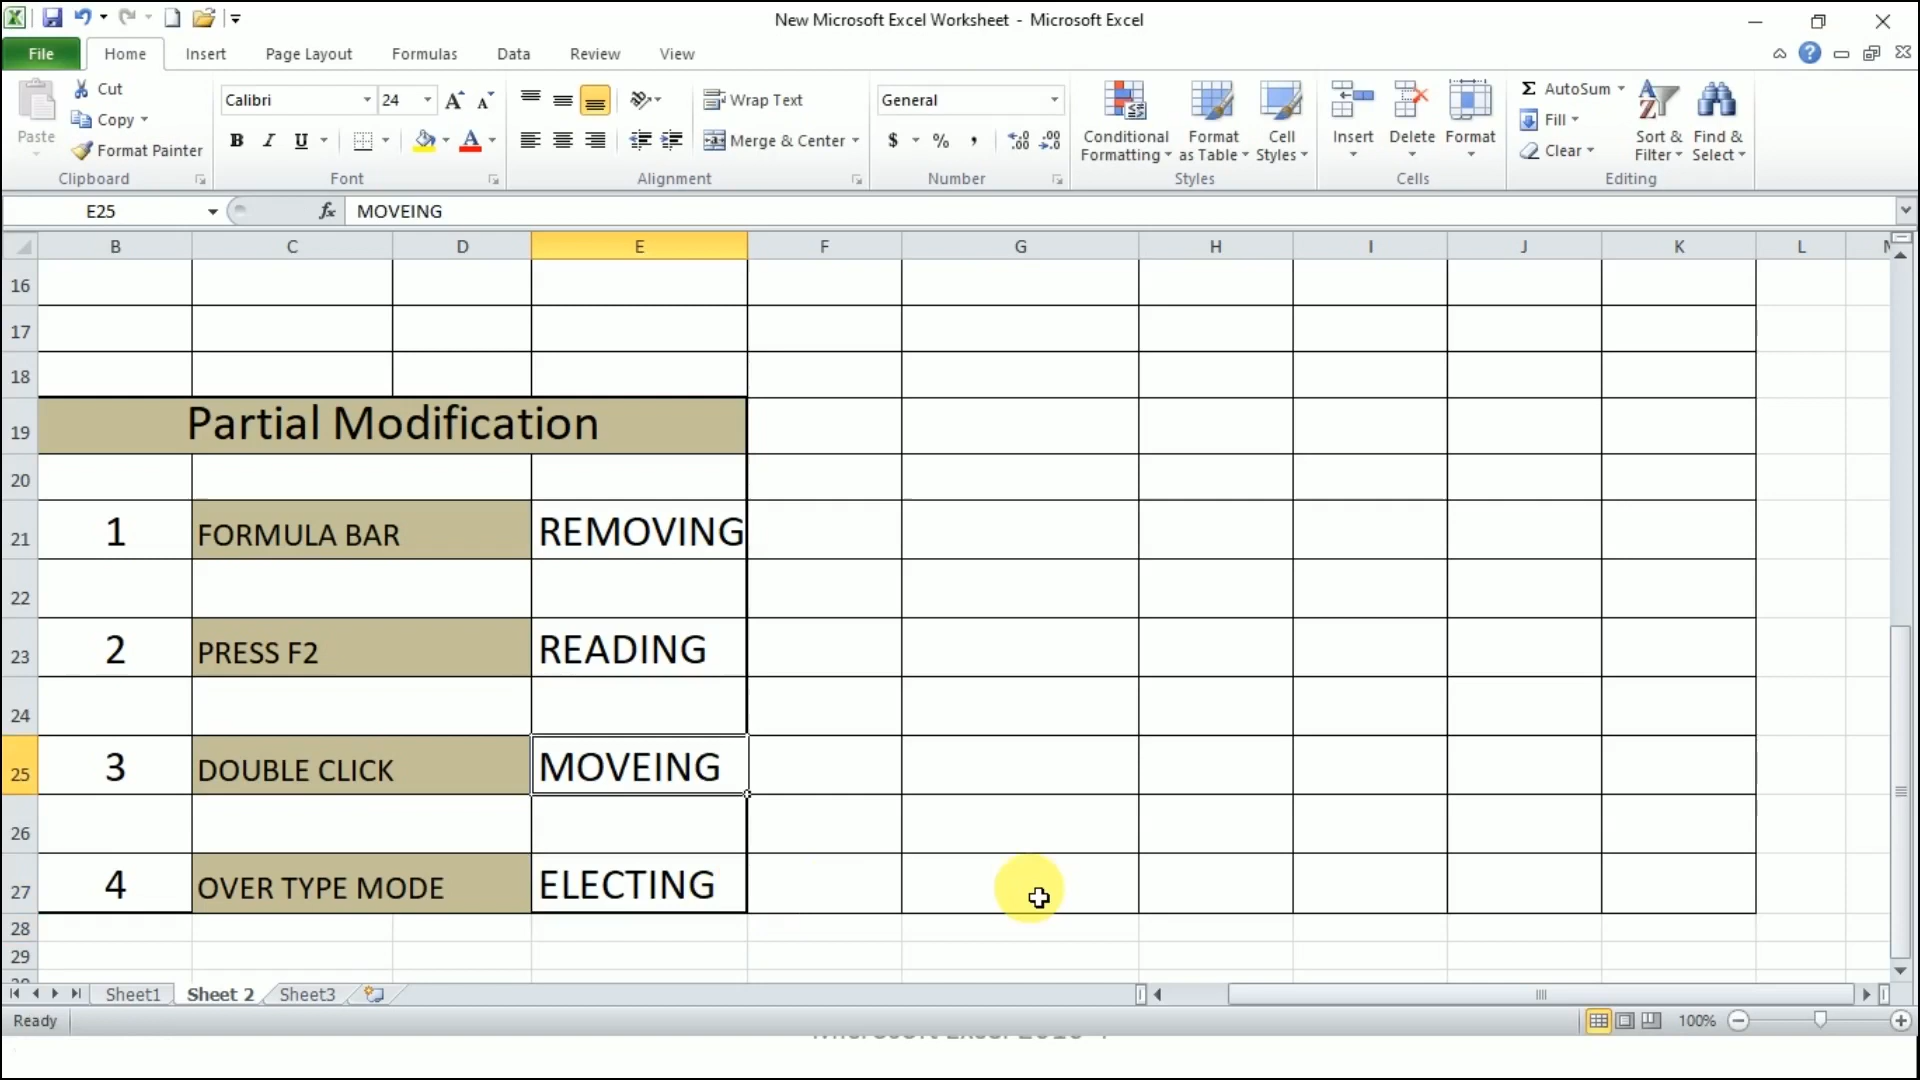 New Microsoft Excel Worksheet - Microsoft Excel
File Home Insert Page Layout Formulas Data Review View
Paste
Cut
Copy
Format Painter
Clipboard
Calibri 24
B I U
Font
Wrap Text
Merge & Center
Alignment
General
$ % ,
Number
Conditional Formatting
Format as Table
Cell Styles
Styles
Insert Delete Format
Cells
Σ AutoSum
Fill
Clear
Sort & Filter
Find & Select
Editing
E25 fx MOVEING
B C D E F G H I J K L
16
17
18
19 Partial Modification
20
21 1 FORMULA BAR REMOVING
22
23 2 PRESS F2 READING
24
25 3 DOUBLE CLICK MOVEING
26
27 4 OVER TYPE MODE ELECTING
28
29
Sheet1 Sheet 2 Sheet3
Ready 100%